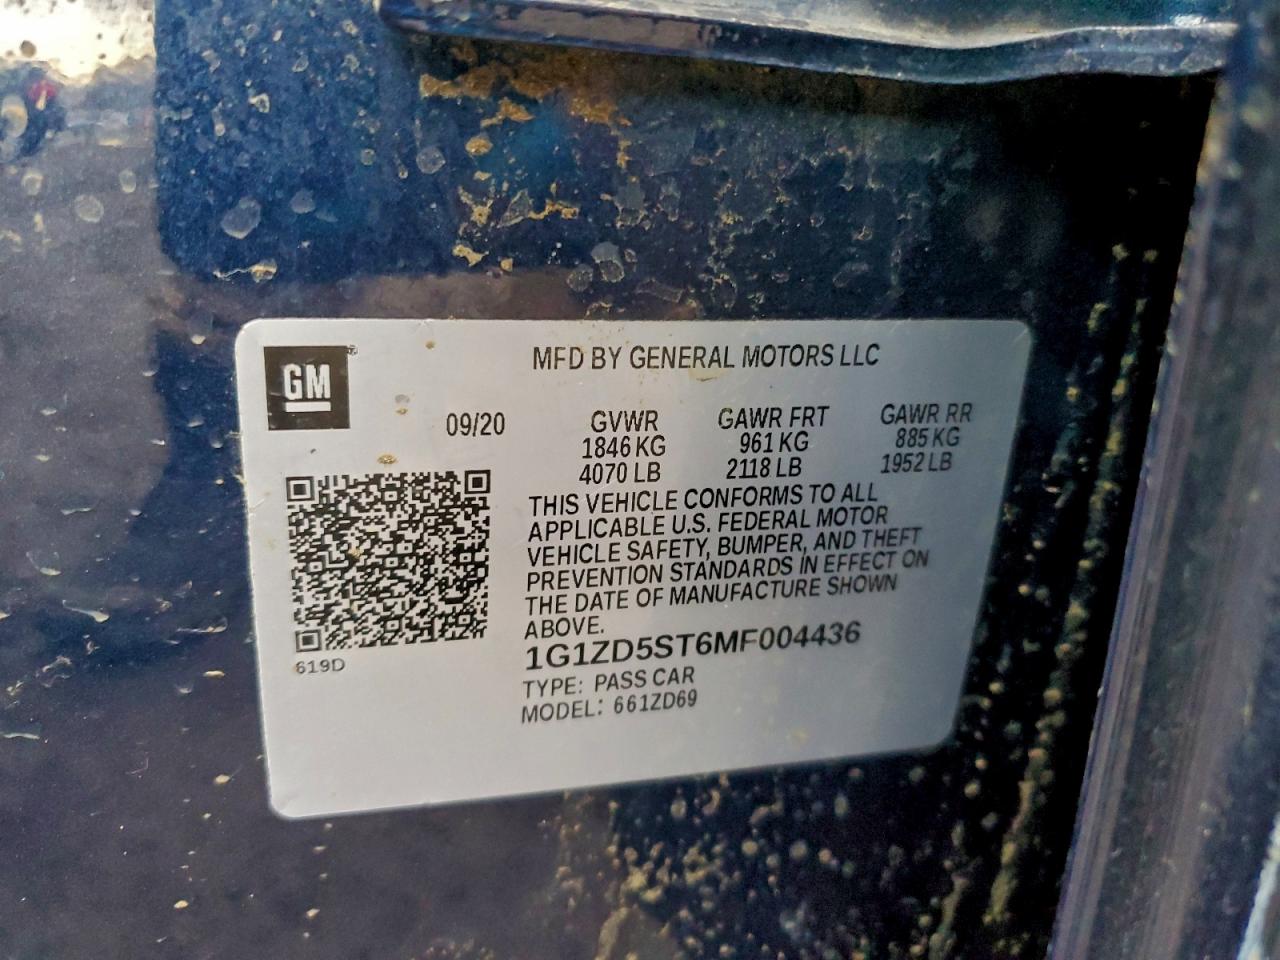 GM
MFD BY GENERAL MOTORS LLC
09/20 GVWR GAWR FRT GAWR RR
1846 KG 961 KG 885 KG
4070 LB 2118 LB 1952 LB
THIS VEHICLE CONFORMS TO ALL
APPLICABLE U.S. FEDERAL MOTOR
VEHICLE SAFETY, BUMPER, AND THEFT
PREVENTION STANDARDS IN EFFECT ON
THE DATE OF MANUFACTURE SHOWN
ABOVE.
1G1ZD5ST6MF004436
TYPE: PASS CAR
MODEL: 661ZD69
619D